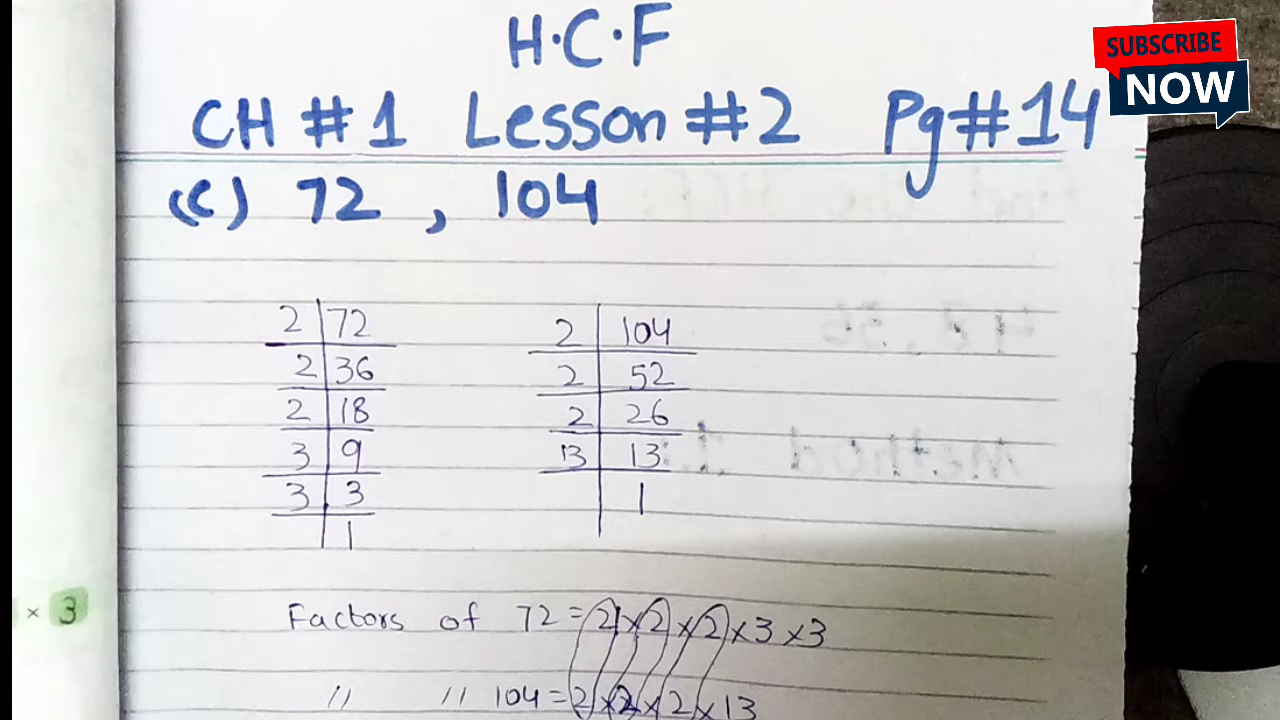 H.C.F
SUBSCRIBE
NOW
CH #1 Lesson #2 Pg#14
(c) 72 , 104
2 | 72
2 | 36
2 | 18
3 | 9
3 | 3
1
2 | 104
2 | 52
2 | 26
13 | 13
1
× 3
Factors of 72 = 2 × 2 × 2 × 3 × 3
" " 104 = 2 × 2 × 2 × 13